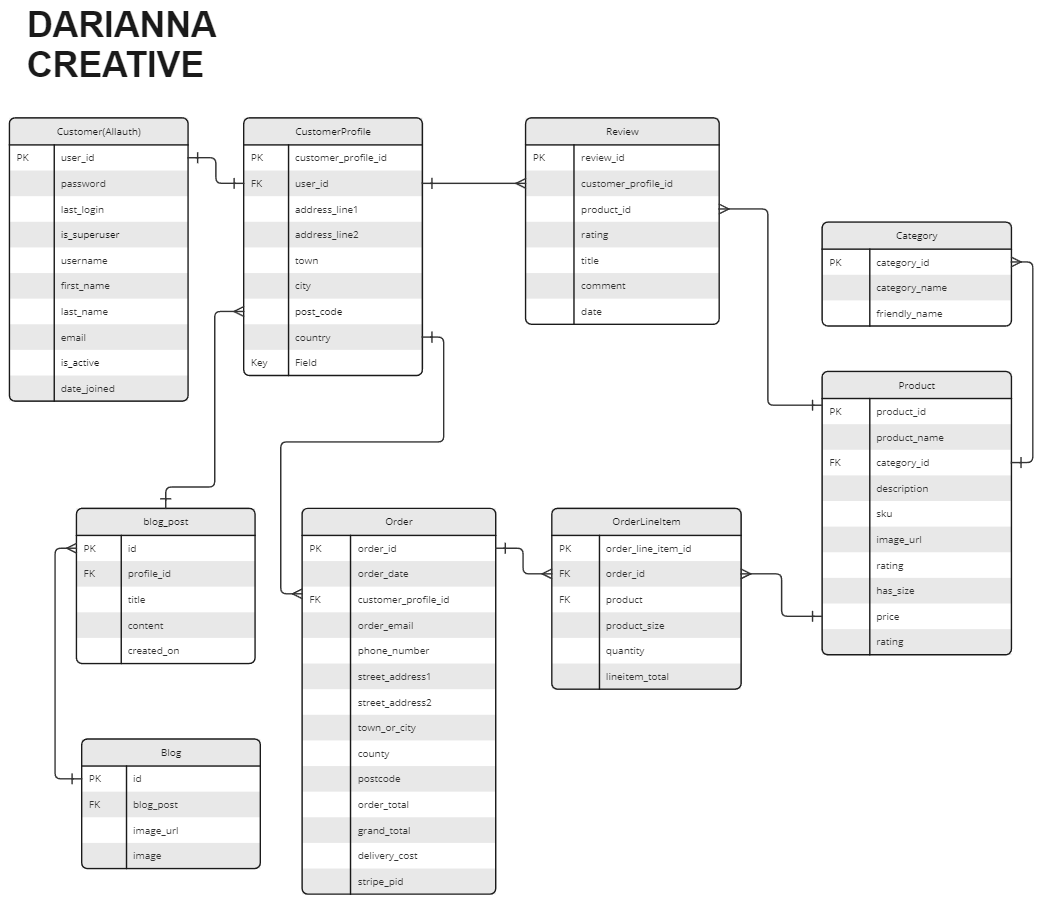 DARIANNA
CREATIVE
Customer(Allauth)
PK user_id
password
last_login
is_superuser
username
first_name
last_name
email
is_active
date_joined
CustomerProfile
PK customer_profile_id
FK user_id
address_line1
address_line2
town
city
post_code
country
Key Field
Review
PK review_id
customer_profile_id
product_id
rating
title
comment
date
Category
PK category_id
category_name
friendly_name
Product
PK product_id
product_name
FK category_id
description
sku
image_url
rating
has_size
price
rating
blog_post
PK id
FK profile_id
title
content
created_on
Order
PK order_id
order_date
FK customer_profile_id
order_email
phone_number
street_address1
street_address2
town_or_city
county
postcode
order_total
grand_total
delivery_cost
stripe_pid
OrderLineItem
PK order_line_item_id
FK order_id
FK product
product_size
quantity
lineitem_total
Blog
PK id
FK blog_post
image_url
image